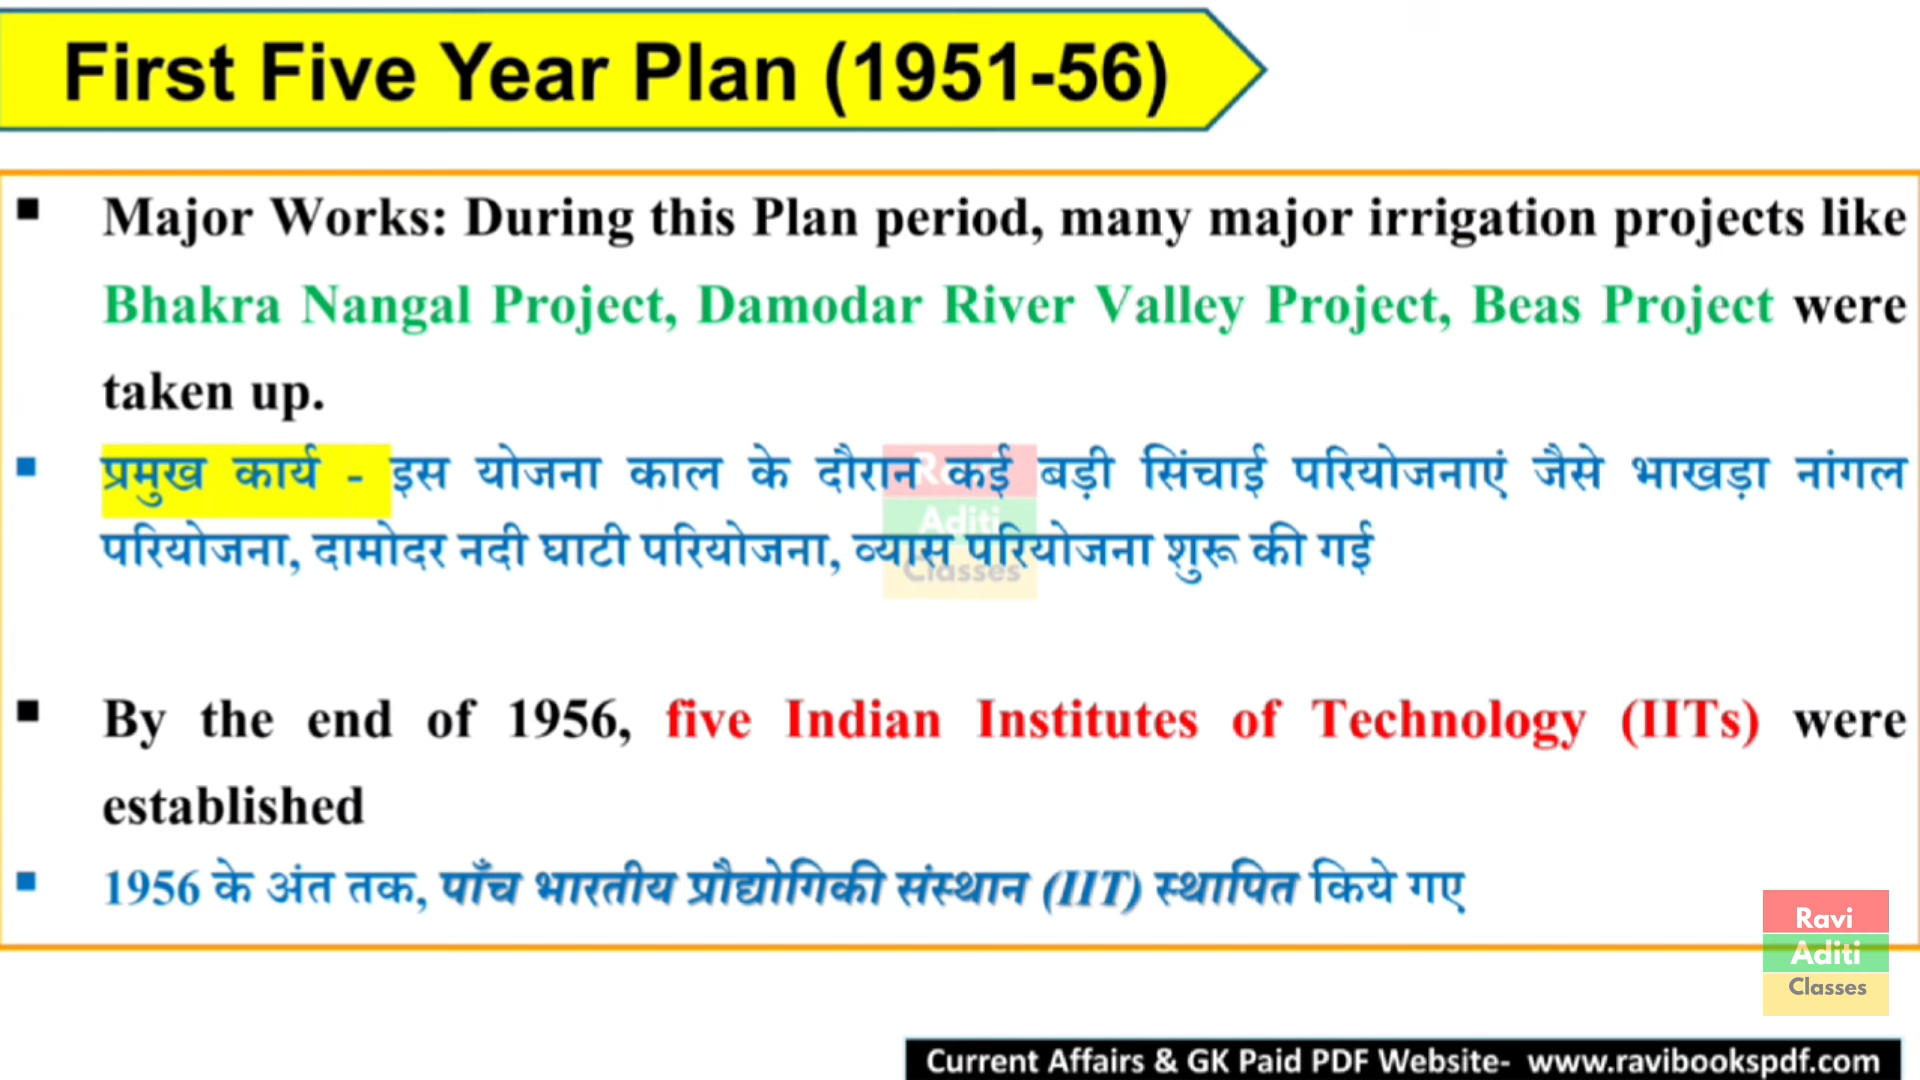 First Five Year Plan (1951-56)
Major Works: During this Plan period, many major irrigation projects like
Bhakra Nangal Project, Damodar River Valley Project, Beas Project were
taken up.
प्रमुख कार्य - इस योजना काल के दौरान कई बड़ी सिंचाई परियोजनाएं जैसे भाखड़ा नांगल
परियोजना, दामोदर नदी घाटी परियोजना, व्यास परियोजना शुरू की गई
Ravi
Aditi
Classes
By the end of 1956, five Indian Institutes of Technology (IITs) were
established
1956 के अंत तक, पाँच भारतीय प्रौद्योगिकी संस्थान (IIT) स्थापित किये गए
Ravi
Aditi
Classes
Current Affairs & GK Paid PDF Website- www.ravibookspdf.com